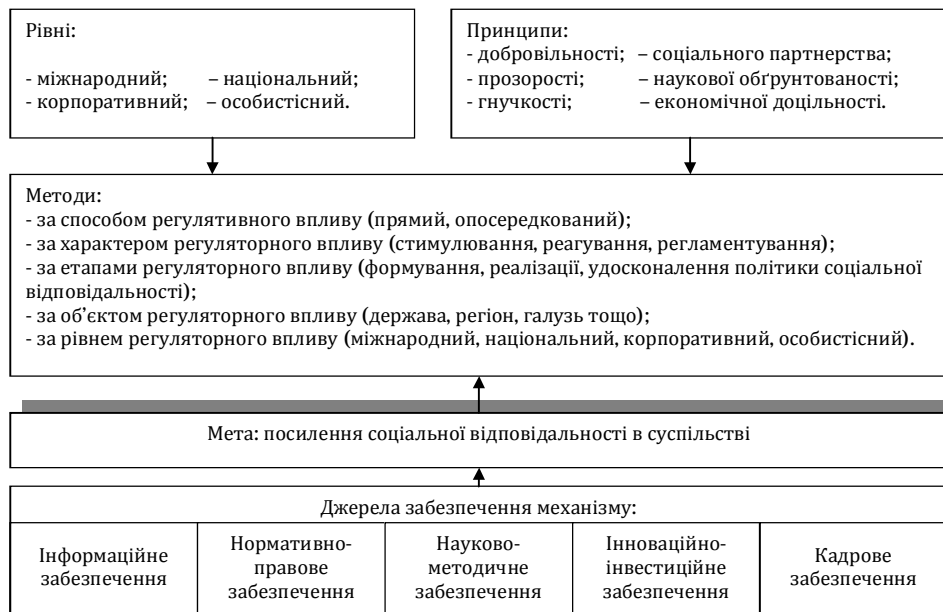 Рівні:
- міжнародний; – національний;
- корпоративний; – особистісний.
Принципи:
- добровільності; – соціального партнерства;
- прозорості; – наукової обґрунтованості;
- гнучкості; – економічної доцільності.
Методи:
- за способом регулятивного впливу (прямий, опосередкований);
- за характером регуляторного впливу (стимулювання, реагування, регламентування);
- за етапами регуляторного впливу (формування, реалізації, удосконалення політики соціальної
відповідальності);
- за об’єктом регуляторного впливу (держава, регіон, галузь тощо);
- за рівнем регуляторного впливу (міжнародний, національний, корпоративний, особистісний).
Мета: посилення соціальної відповідальності в суспільстві
Джерела забезпечення механізму:
Інформаційне
забезпечення
Нормативно-
правове
забезпечення
Науково-
методичне
забезпечення
Інноваційно-
інвестиційне
забезпечення
Кадрове
забезпечення